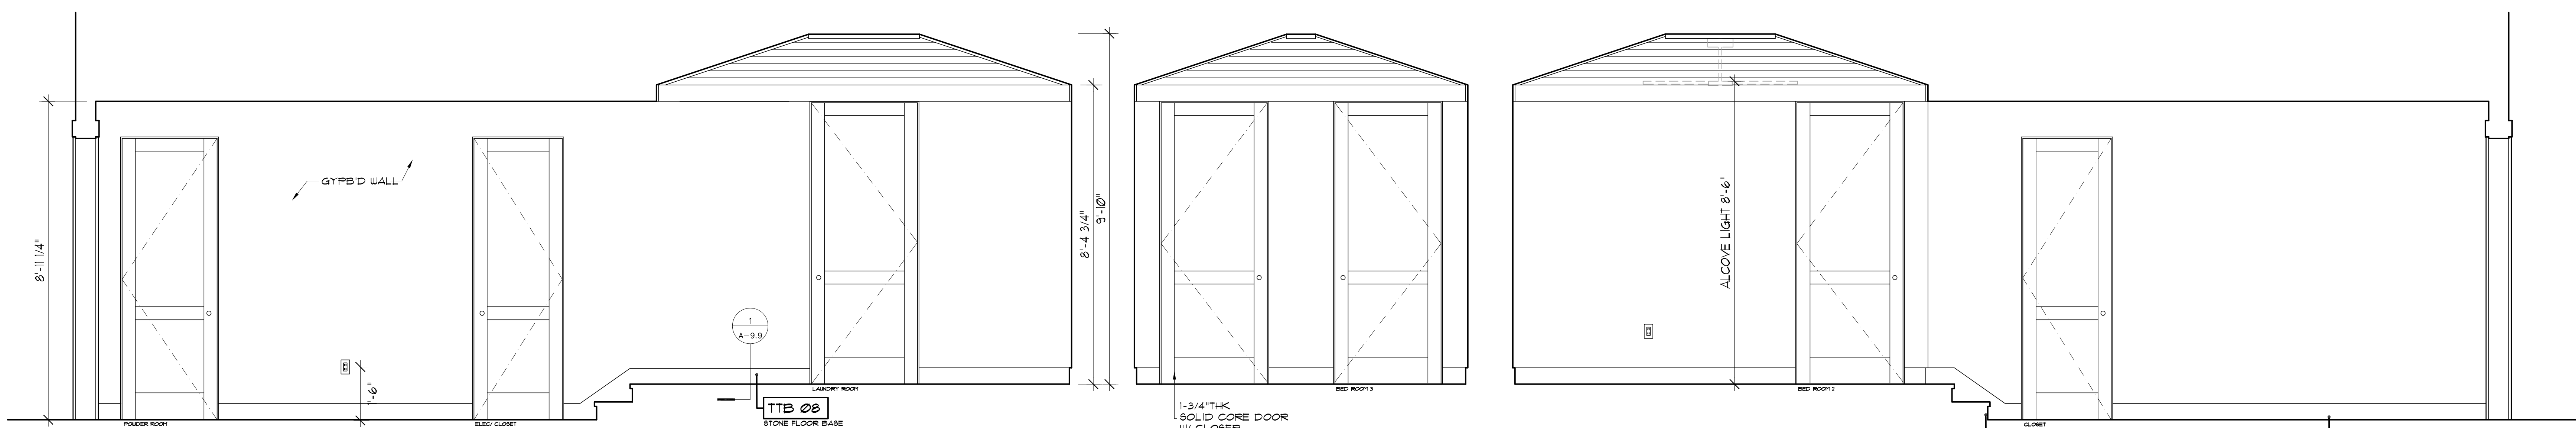 8'-11 1/4"
GYPB'D WALL
1'-6"
POWDER ROOM
ELEC/ CLOSET
1
A-9.9
LAUNDRY ROOM
TTB 08
STONE FLOOR BASE
8'-4 3/4"
9'-10"
1-3/4"THK
SOLID CORE DOOR
W/ CLOSER
BED ROOM 3
ALCOVE LIGHT 8'-6"
BED ROOM 2
CLOSET